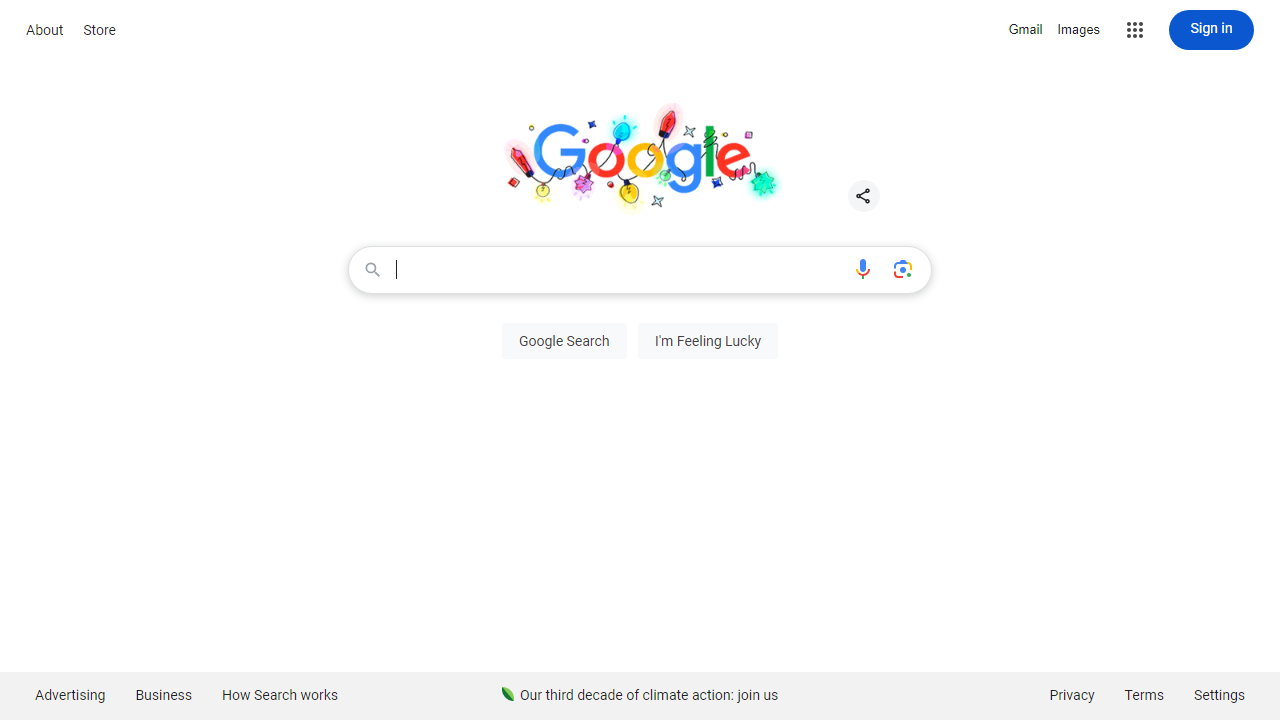 About Store Gmail Images Sign in
Google
Google Search I'm Feeling Lucky
Advertising Business How Search works Our third decade of climate action: join us Privacy Terms Settings